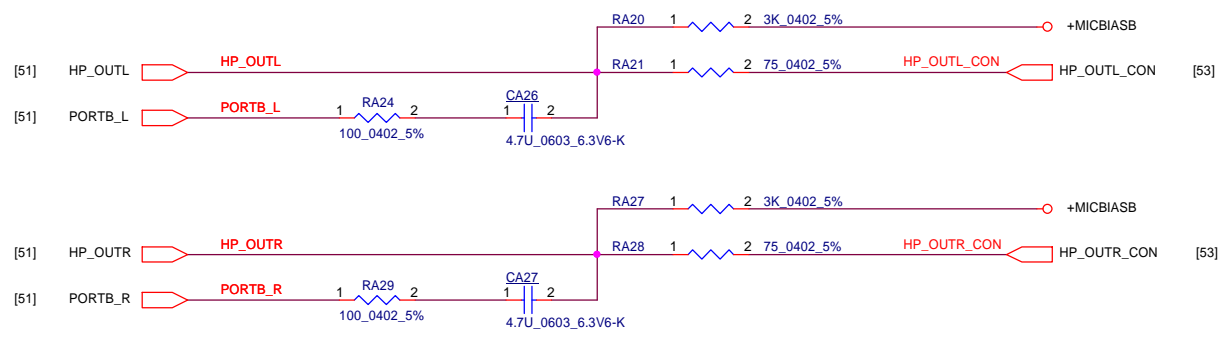 RA20 1 2 3K_0402_5% +MICBIASB
[51] HP_OUTL HP_OUTL RA21 1 2 75_0402_5% HP_OUTL_CON HP_OUTL_CON [53]
[51] PORTB_L PORTB_L 1 RA24 2 CA26 1 2
100_0402_5% 4.7U_0603_6.3V6-K
RA27 1 2 3K_0402_5% +MICBIASB
[51] HP_OUTR HP_OUTR RA28 1 2 75_0402_5% HP_OUTR_CON HP_OUTR_CON [53]
[51] PORTB_R PORTB_R 1 RA29 2 CA27 1 2
100_0402_5% 4.7U_0603_6.3V6-K